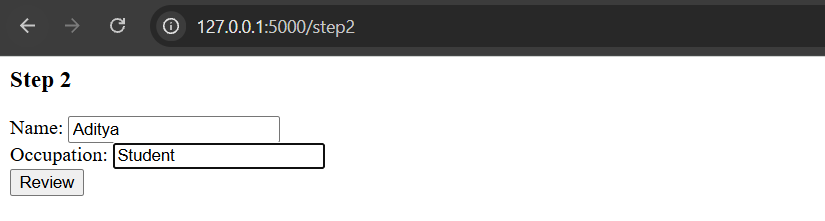 127.0.0.1:5000/step2
Step 2
Name: Aditya
Occupation: Student
Review